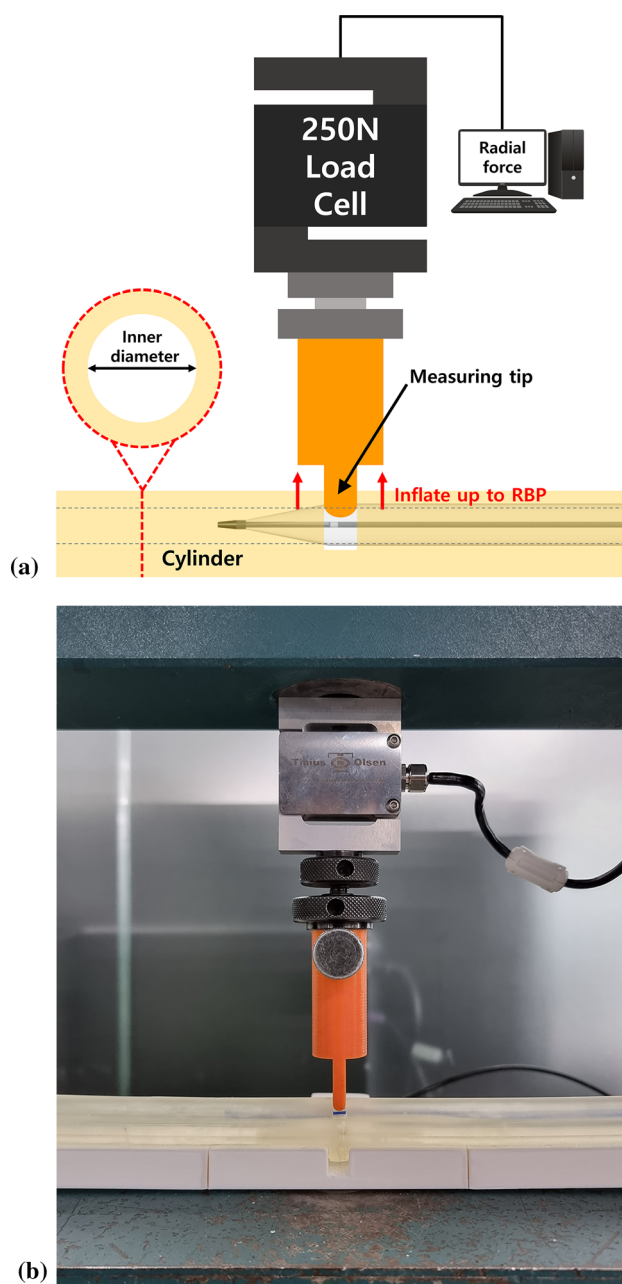 250N
Load
Cell
Radial
force
Inner
diameter
Measuring tip
Inflate up to RBP
Cylinder
(a)
Tinius Olsen
(b)